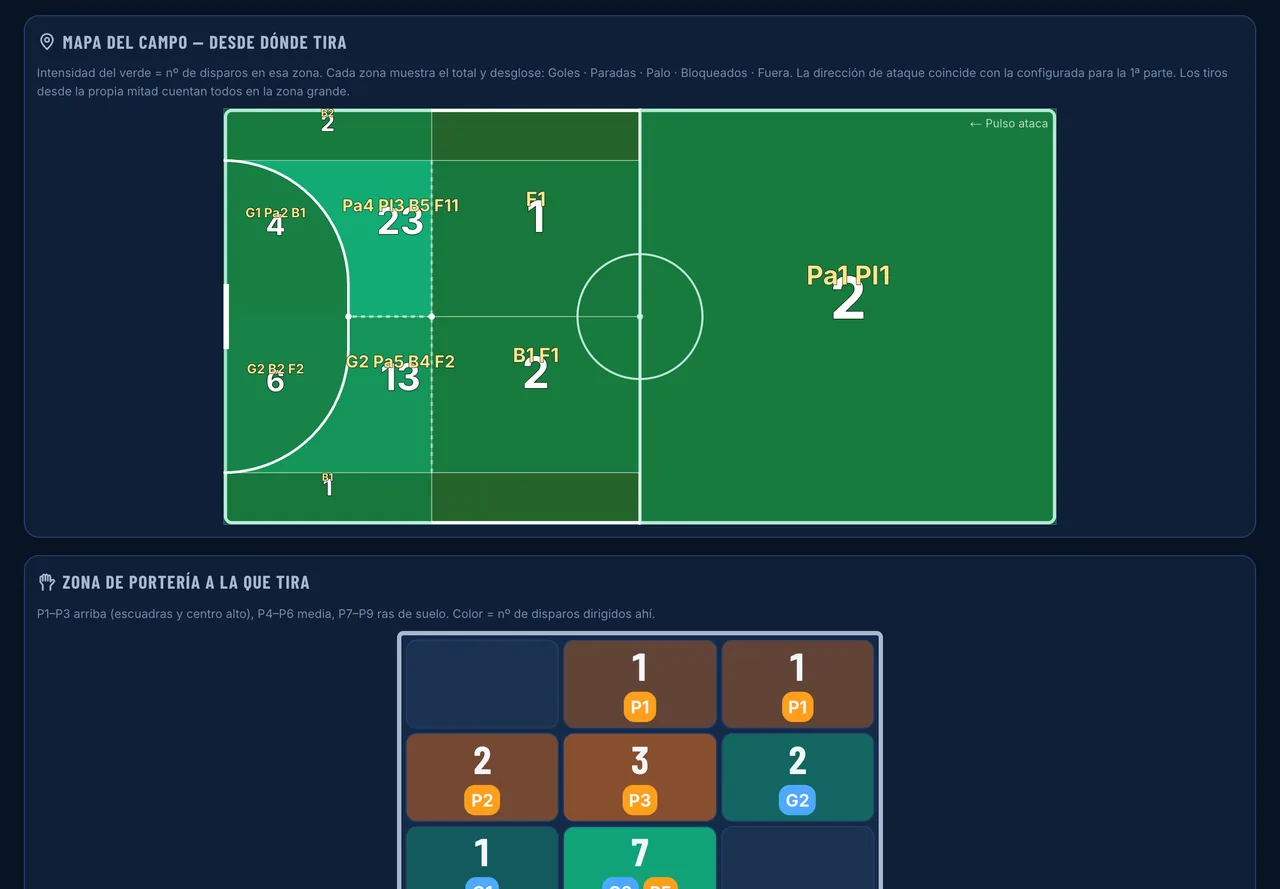 MAPA DEL CAMPO – DESDE DÓNDE TIRA
Intensidad del verde = nº de disparos en esa zona. Cada zona muestra el total y desglose: Goles · Paradas · Palo · Bloqueados · Fuera. La dirección de ataque coincide con la configurada para la 1ª parte. Los tiros
desde la propia mitad cuentan todos en la zona grande.
B2
2
← Pulso ataca
G1 Pa2 B1
4
Pa4 Pl3 B5 F11
23
F1
1
Pa1 Pl1
2
G2 B2 F2
6
G2 Pa5 B4 F2
13
B1 F1
2
B1
1
ZONA DE PORTERÍA A LA QUE TIRA
P1–P3 arriba (escuadras y centro alto), P4–P6 media, P7–P9 ras de suelo. Color = nº de disparos dirigidos ahí.
1
P1
1
P1
2
P2
3
P3
2
G2
1
7